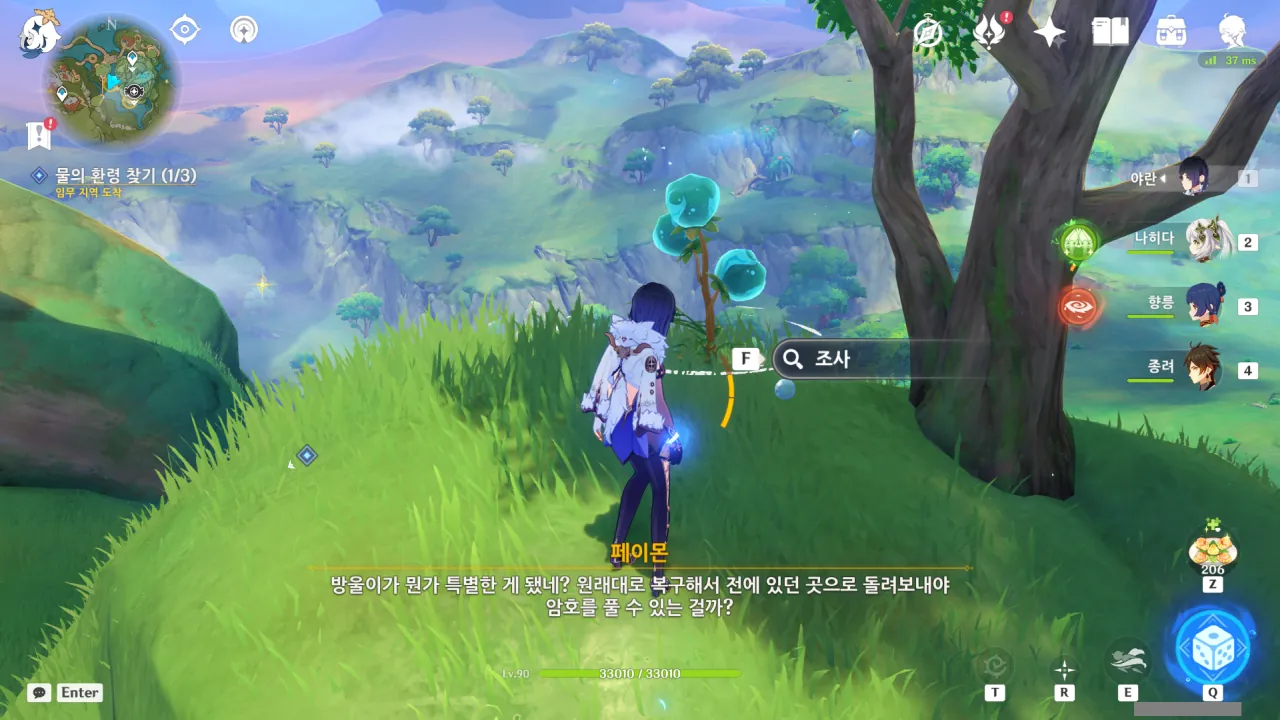 N
37 ms
물의 환령 찾기 (1/3)
임무 지역 도착
야란
1
나히다
2
향릉
3
종려
4
F
조사
페이몬
방울이가 뭔가 특별한 게 됐네? 원래대로 복구해서 전에 있던 곳으로 돌려보내야
암호를 풀 수 있는 걸까?
206
Z
Lv.90
33010 / 33010
Enter
T
R
E
Q